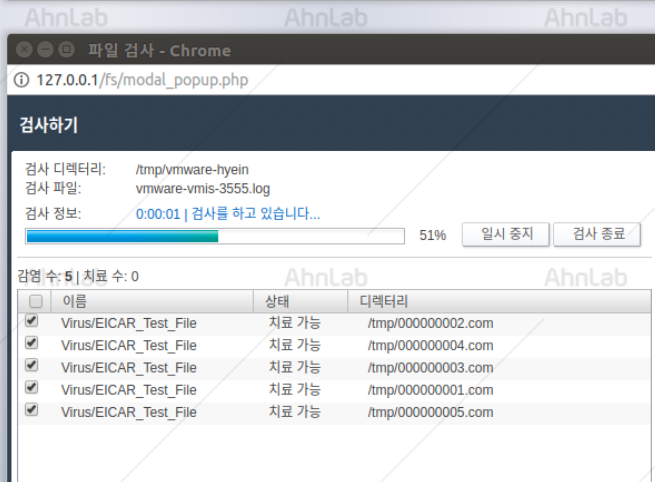 AhnLab AhnLab AhnLab
파일 검사 - Chrome
127.0.0.1/fs/modal_popup.php
검사하기
검사 디렉터리: /tmp/vmware-hyein
검사 파일: vmware-vmis-3555.log
검사 정보: 0:00:01 | 검사를 하고 있습니다...
51% 일시 중지 검사 종료
감염 수: 5 | 치료 수: 0
AhnLab AhnLab AhnLab
이름 상태 디렉터리
Virus/EICAR_Test_File 치료 가능 /tmp/000000002.com
Virus/EICAR_Test_File 치료 가능 /tmp/000000004.com
Virus/EICAR_Test_File 치료 가능 /tmp/000000003.com
Virus/EICAR_Test_File 치료 가능 /tmp/000000001.com
Virus/EICAR_Test_File 치료 가능 /tmp/000000005.com